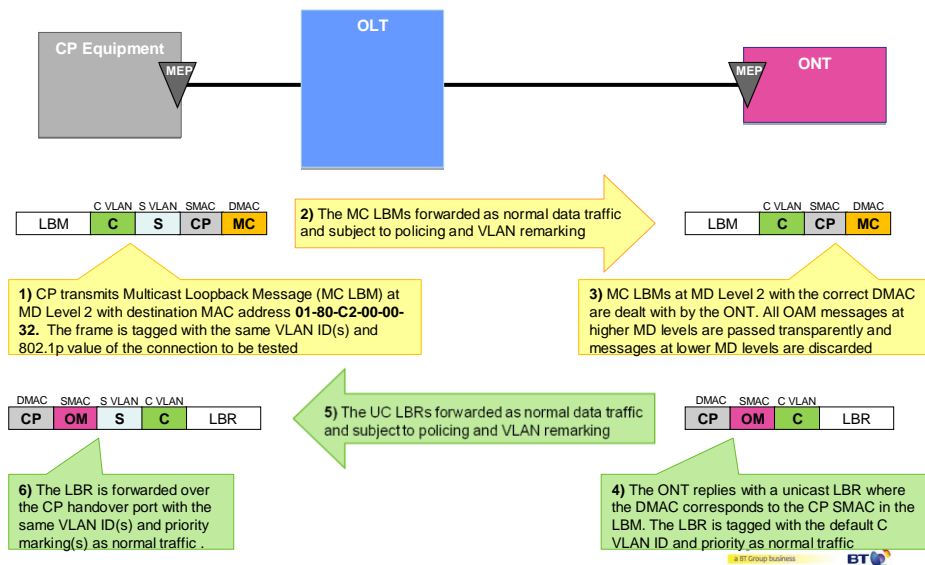 OLT
CP Equipment
ONT
MEP
MEP
C VLAN S VLAN SMAC DMAC
LBM C S CP MC
2) The MC LBMs forwarded as normal data traffic
and subject to policing and VLAN remarking
C VLAN SMAC DMAC
LBM C CP MC
1) CP transmits Multicast Loopback Message (MC LBM) at
MD Level 2 with destination MAC address 01-80-C2-00-00-
32. The frame is tagged with the same VLAN ID(s) and
802.1p value of the connection to be tested
3) MC LBMs at MD Level 2 with the correct DMAC
are dealt with by the ONT. All OAM messages at
higher MD levels are passed transparently and
messages at lower MD levels are discarded
DMAC SMAC S VLAN C VLAN
CP OM S C LBR
5) The UC LBRs forwarded as normal data traffic
and subject to policing and VLAN remarking
DMAC SMAC C VLAN
CP OM C LBR
6) The LBR is forwarded over
the CP handover port with the
same VLAN ID(s) and priority
marking(s) as normal traffic .
4) The ONT replies with a unicast LBR where
the DMAC corresponds to the CP SMAC in the
LBM. The LBR is tagged with the default C
VLAN ID and priority as normal traffic
a BT Group business BT